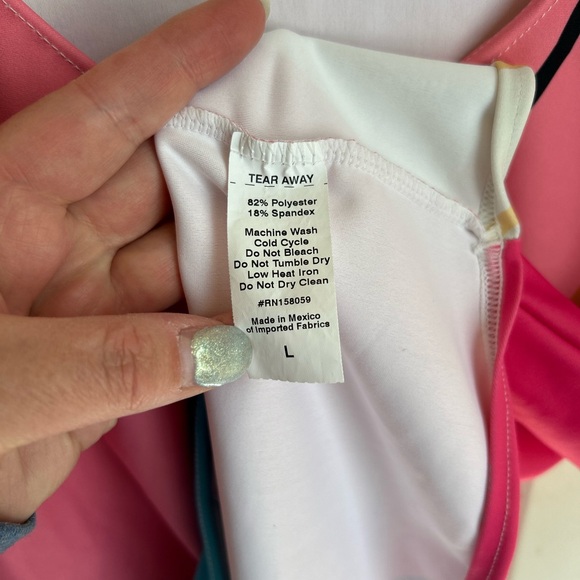 TEAR AWAY
82% Polyester
18% Spandex
Machine Wash
Cold Cycle
Do Not Bleach
Do Not Tumble Dry
Low Heat Iron
Do Not Dry Clean
#RN158059
Made in Mexico
of Imported Fabrics
L